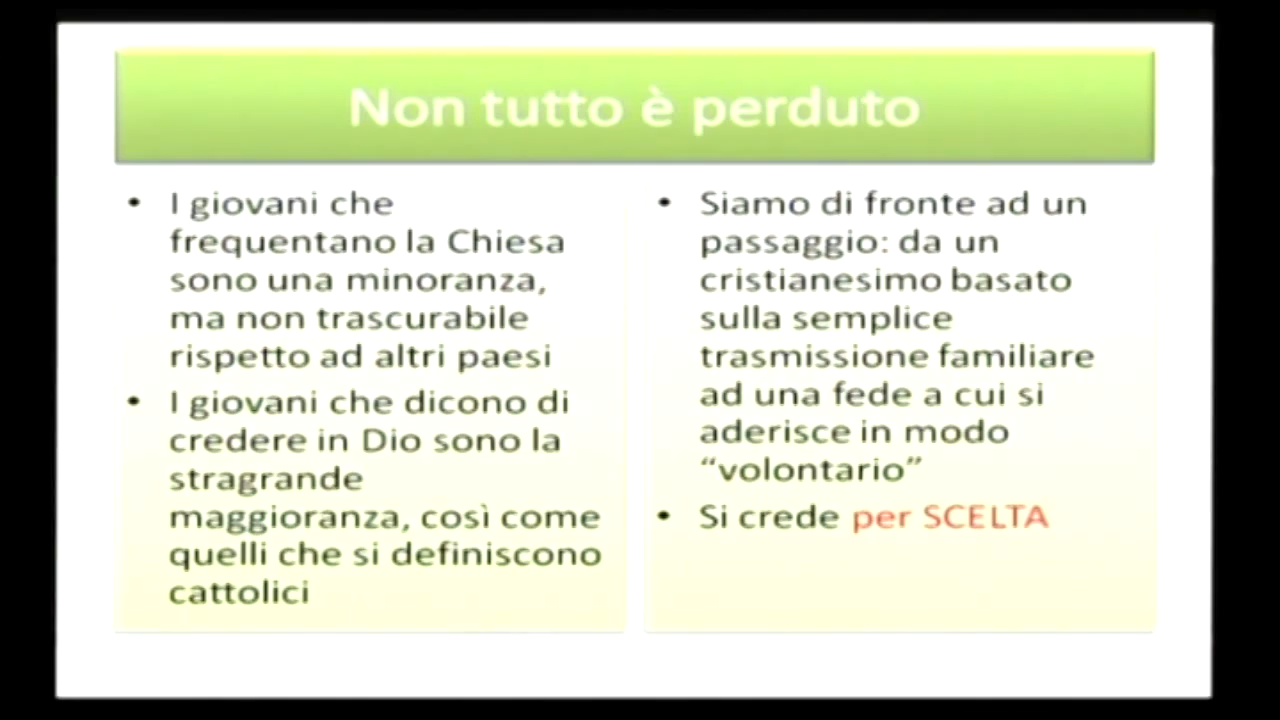 Non tutto è perduto
• I giovani che
frequentano la Chiesa
sono una minoranza,
ma non trascurabile
rispetto ad altri paesi
• I giovani che dicono di
credere in Dio sono la
stragrande
maggioranza, così come
quelli che si definiscono
cattolici
• Siamo di fronte ad un
passaggio: da un
cristianesimo basato
sulla semplice
trasmissione familiare
ad una fede a cui si
aderisce in modo
“volontario”
• Si crede per SCELTA